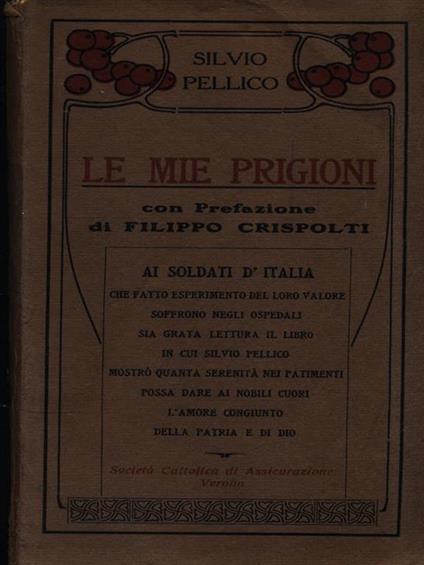 SILVIO
PELLICO
LE MIE PRIGIONI
con Prefazione
di FILIPPO CRISPOLTI
AI SOLDATI D' ITALIA
CHE FATTO ESPERIMENTO DEL LORO VALORE
SOFFRONO NEGLI OSPEDALI
SIA GRATA LETTURA IL LIBRO
IN CUI SILVIO PELLICO
MOSTRÒ QUANTA SERENITÀ NEI PATIMENTI
POSSA DARE AI NOBILI CUORI
L'AMORE CONGIUNTO
DELLA PATRIA E DI DIO
Società Cattolica di Assicurazione
Verona